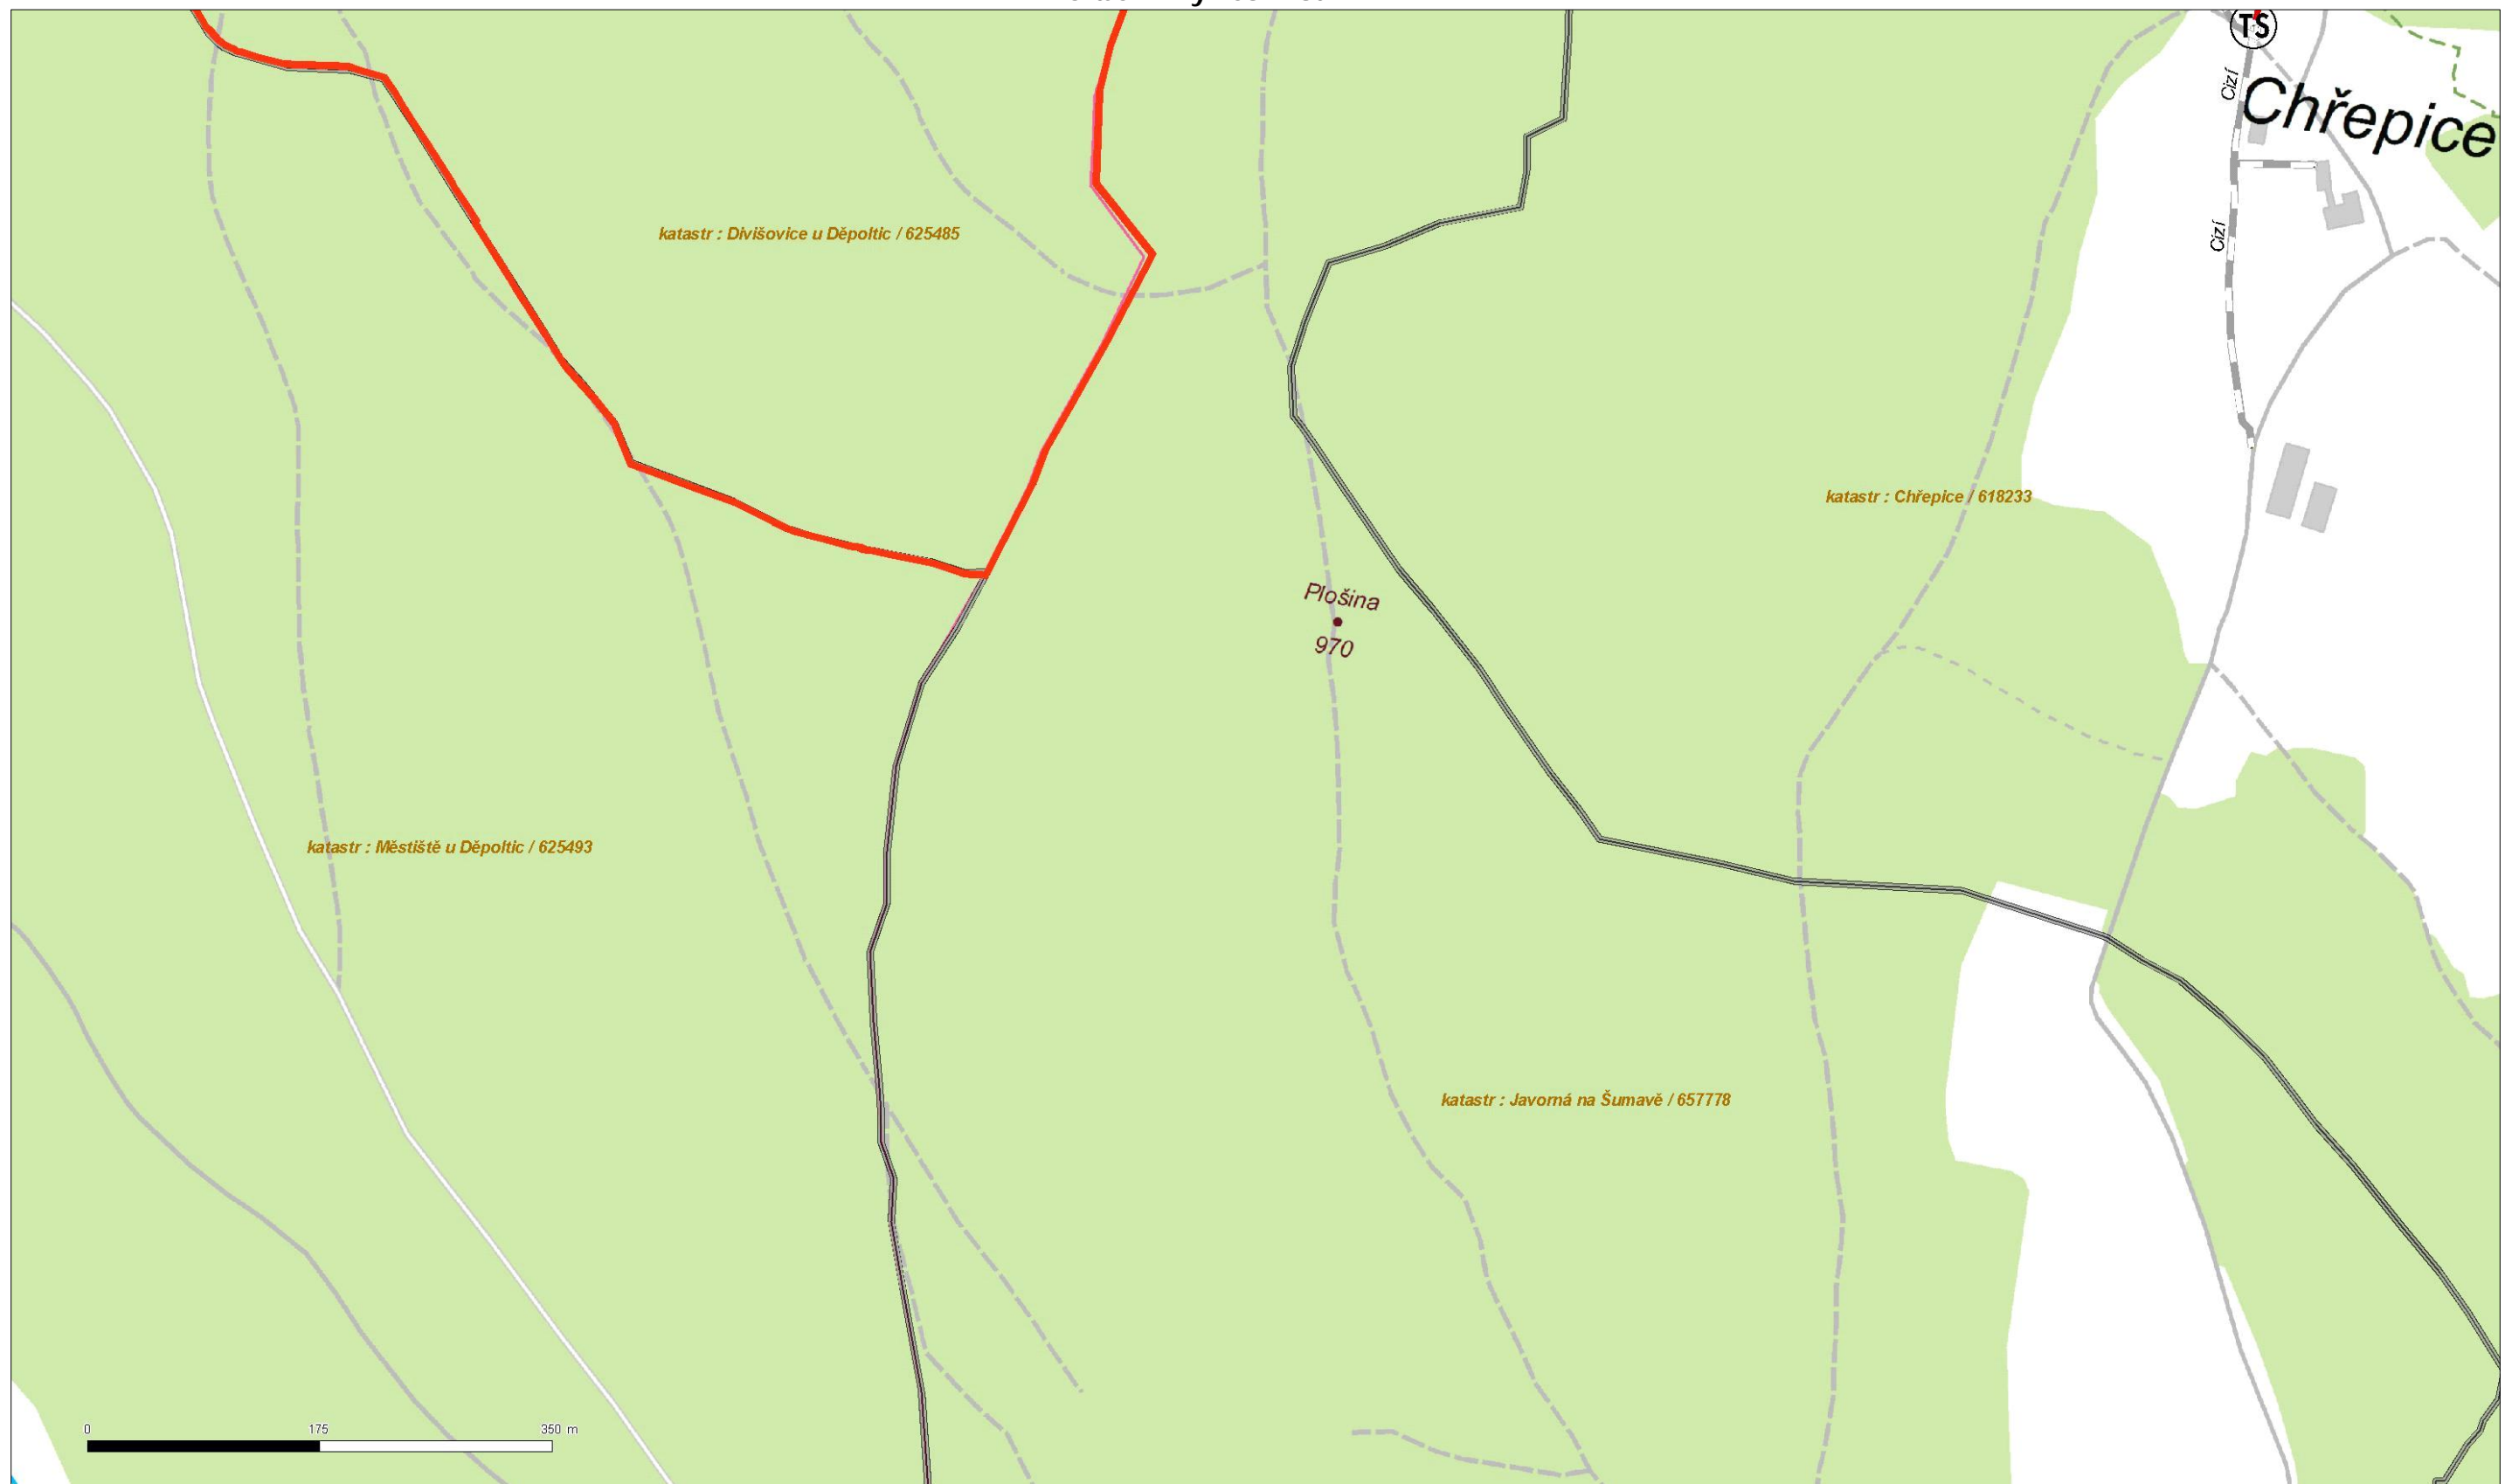 TS
Cizí
Chřepice
katastr : Divišovice u Děpoltic / 625485
Cizí
katastr : Chřepice / 618233
Plošina
970
katastr : Městiště u Děpoltic / 625493
katastr : Javorná na Šumavě / 657778
0 175 350 m